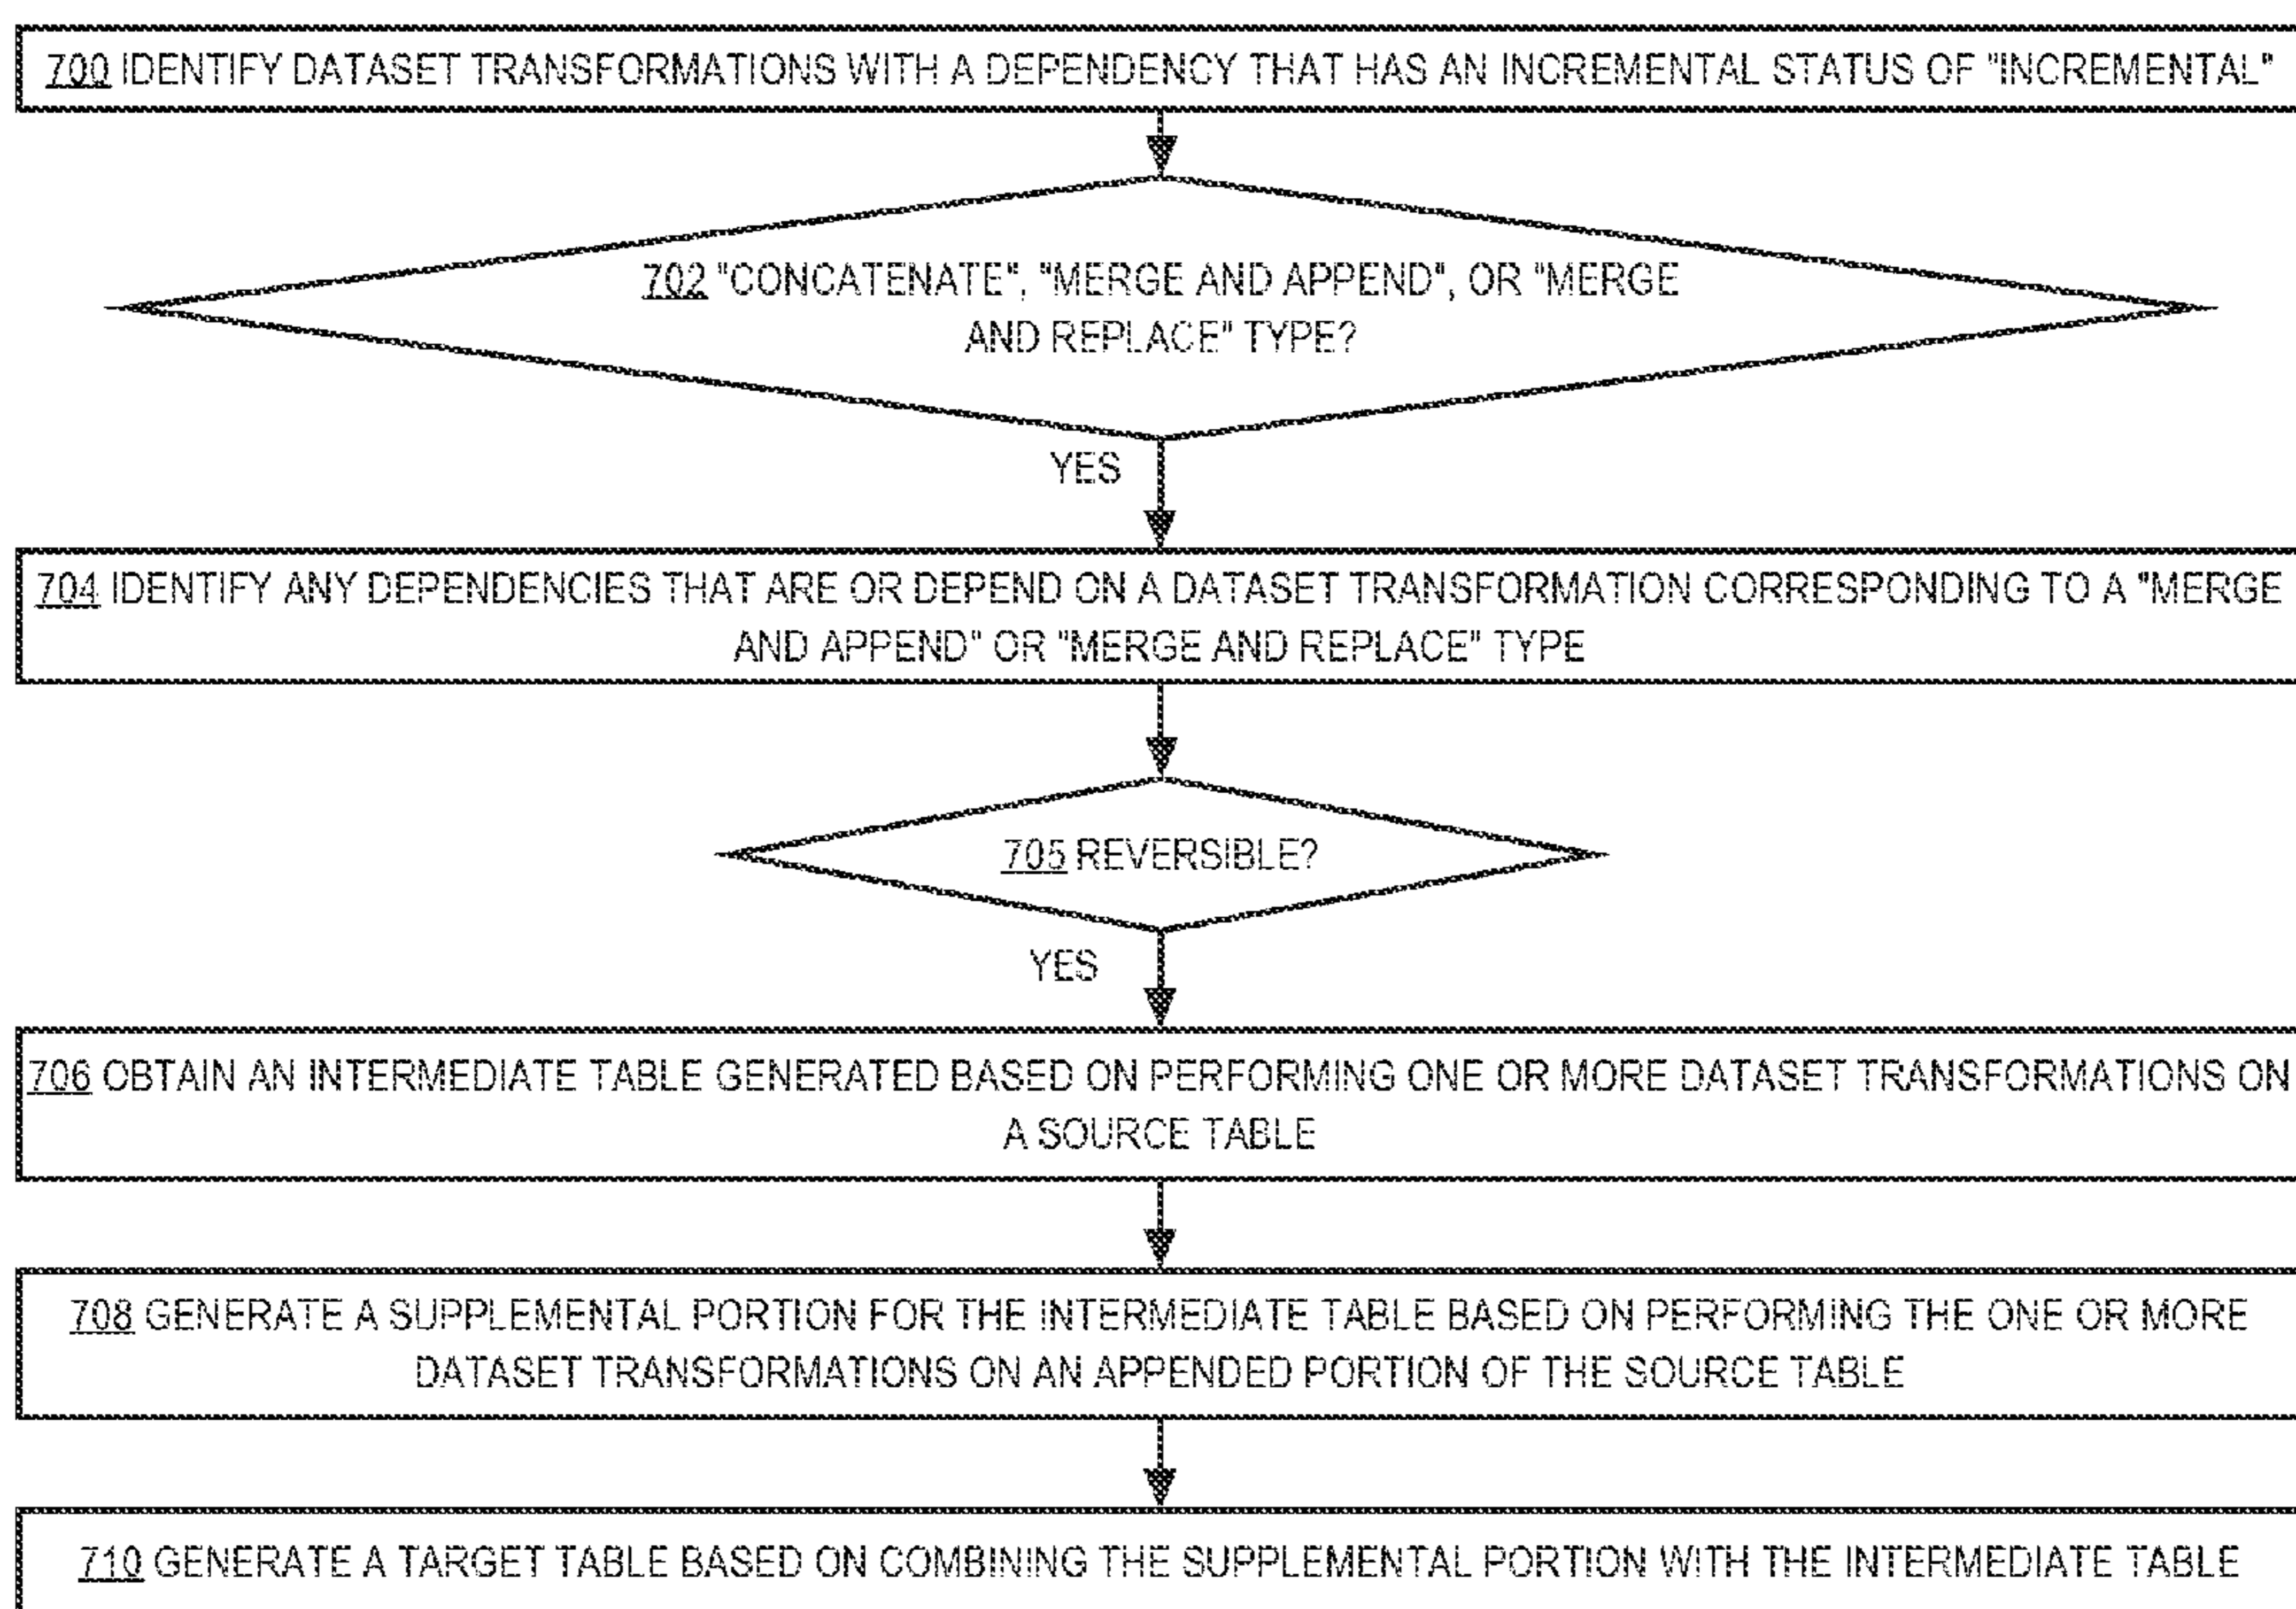 700 IDENTIFY DATASET TRANSFORMATIONS WITH A DEPENDENCY THAT HAS AN INCREMENTAL STATUS OF "INCREMENTAL"
702 "CONCATENATE", "MERGE AND APPEND", OR "MERGE
AND REPLACE" TYPE?
YES
704 IDENTIFY ANY DEPENDENCIES THAT ARE OR DEPEND ON A DATASET TRANSFORMATION CORRESPONDING TO A "MERGE
AND APPEND" OR "MERGE AND REPLACE" TYPE
705 REVERSIBLE?
YES
706 OBTAIN AN INTERMEDIATE TABLE GENERATED BASED ON PERFORMING ONE OR MORE DATASET TRANSFORMATIONS ON
A SOURCE TABLE
708 GENERATE A SUPPLEMENTAL PORTION FOR THE INTERMEDIATE TABLE BASED ON PERFORMING THE ONE OR MORE
DATASET TRANSFORMATIONS ON AN APPENDED PORTION OF THE SOURCE TABLE
710 GENERATE A TARGET TABLE BASED ON COMBINING THE SUPPLEMENTAL PORTION WITH THE INTERMEDIATE TABLE